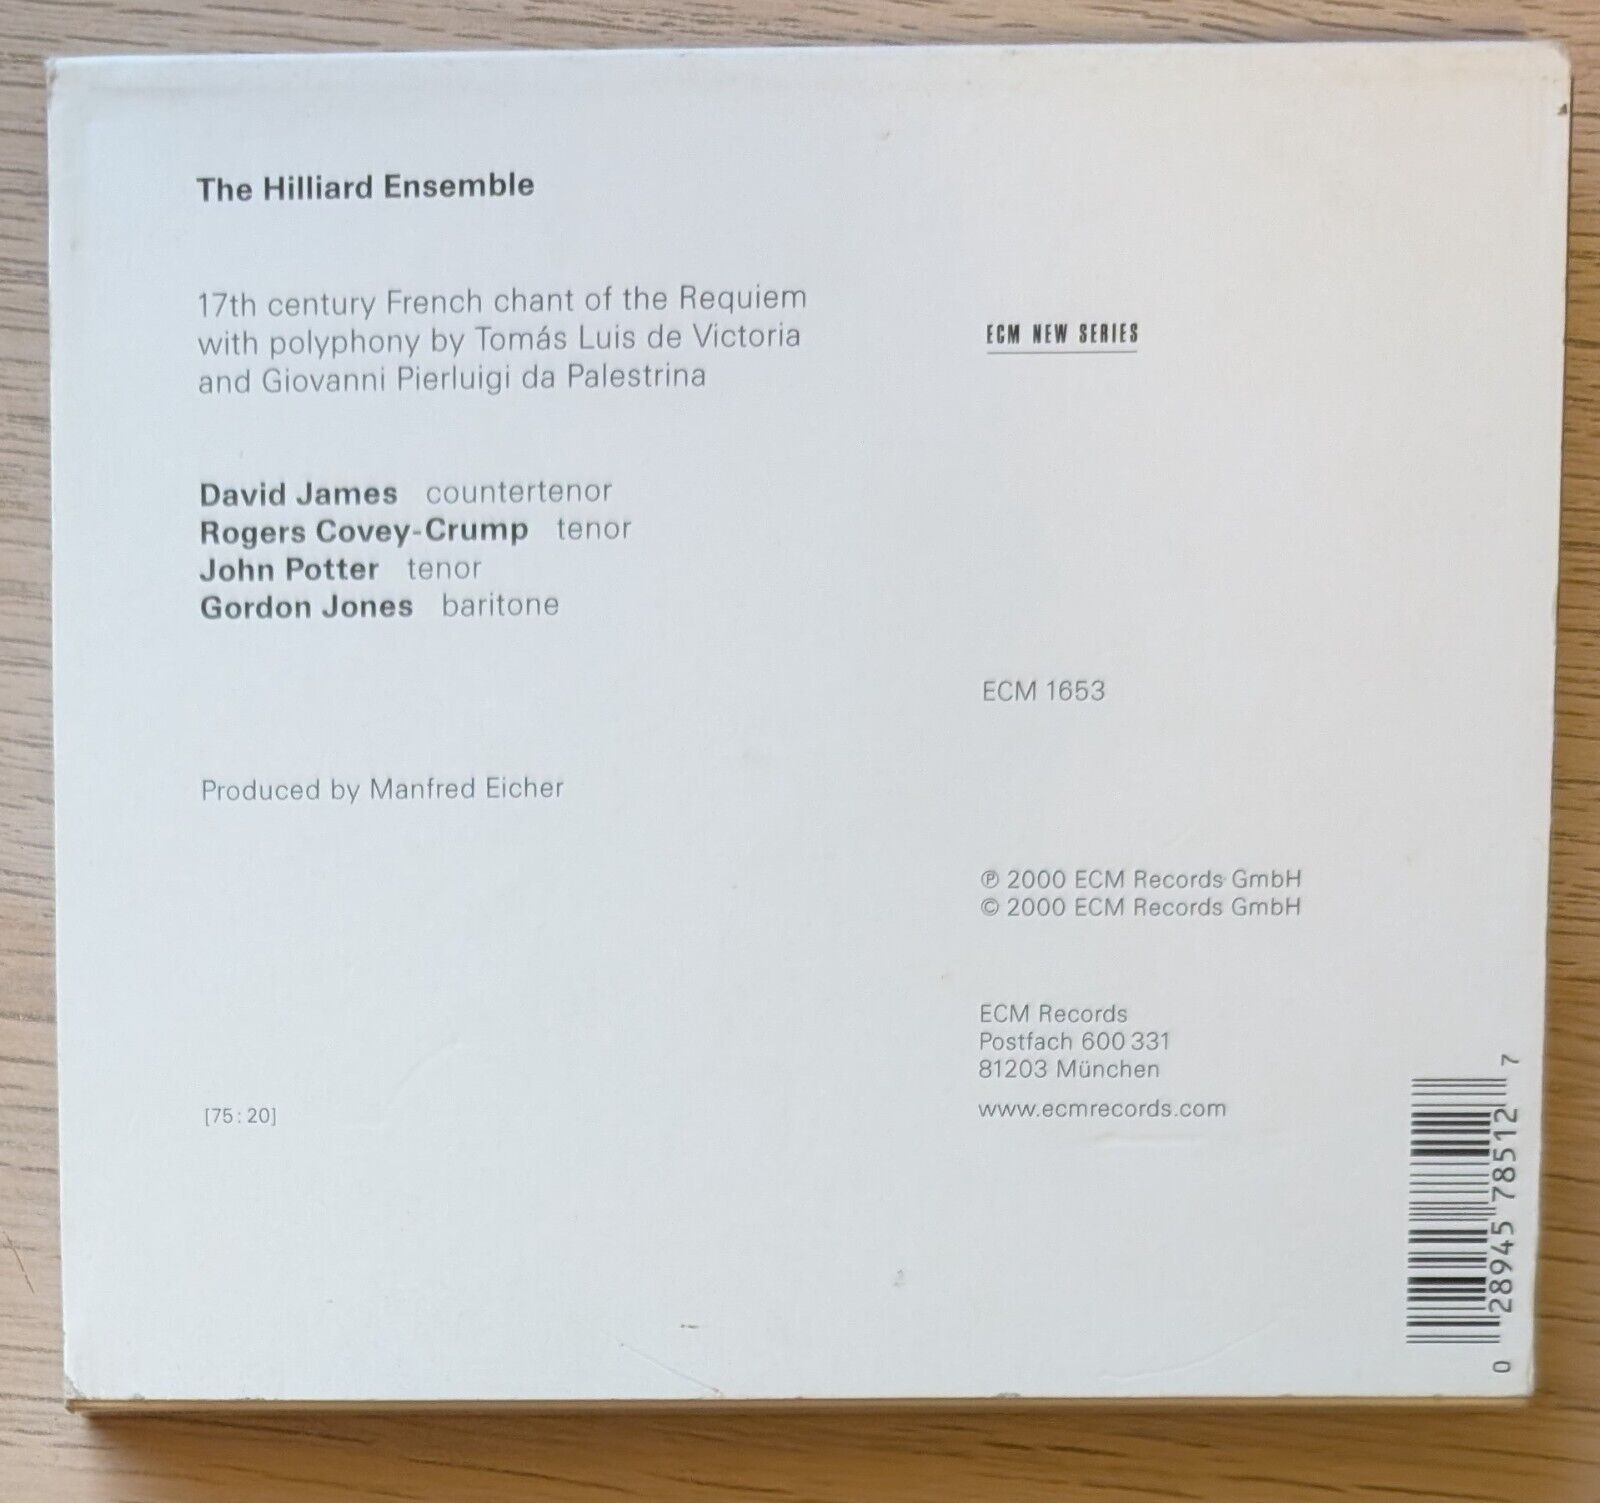 The Hilliard Ensemble
17th century French chant of the Requiem
with polyphony by Tomás Luis de Victoria
and Giovanni Pierluigi da Palestrina
David James countertenor
Rogers Covey-Crump tenor
John Potter tenor
Gordon Jones baritone
Produced by Manfred Eicher
[75:20]
ECM NEW SERIES
ECM 1653
℗ 2000 ECM Records GmbH
© 2000 ECM Records GmbH
ECM Records
Postfach 600 331
81203 München
www.ecmrecords.com
0 28945 78512 7